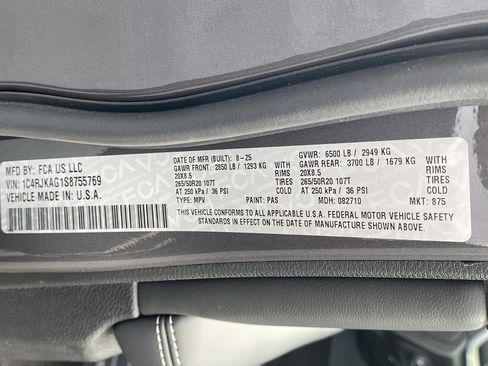 MFD BY: FCA US LLC
VIN: 1C4RJKAG1S8755769
VEHICLE MADE IN: U.S.A.
DATE OF MFR (BUILT): 8-25 GVWR: 6500 LB / 2949 KG
GAWR FRONT: 2850 LB / 1293 KG GAWR REAR: 3700 LB / 1679 KG
20X8.5 RIMS 20X8.5 RIMS
265/50R20 107T TIRES 265/50R20 107T TIRES
AT 250 kPa / 36 PSI COLD AT 250 kPa / 36 PSI COLD
THIS VEHICLE CONFORMS TO ALL APPLICABLE U.S.A. FEDERAL MOTOR VEHICLE SAFETY
STANDARDS IN EFFECT ON THE DATE OF MANUFACTURE SHOWN ABOVE.
TYPE: MPV PAINT: PAS MDH: 082710 MKT: 875